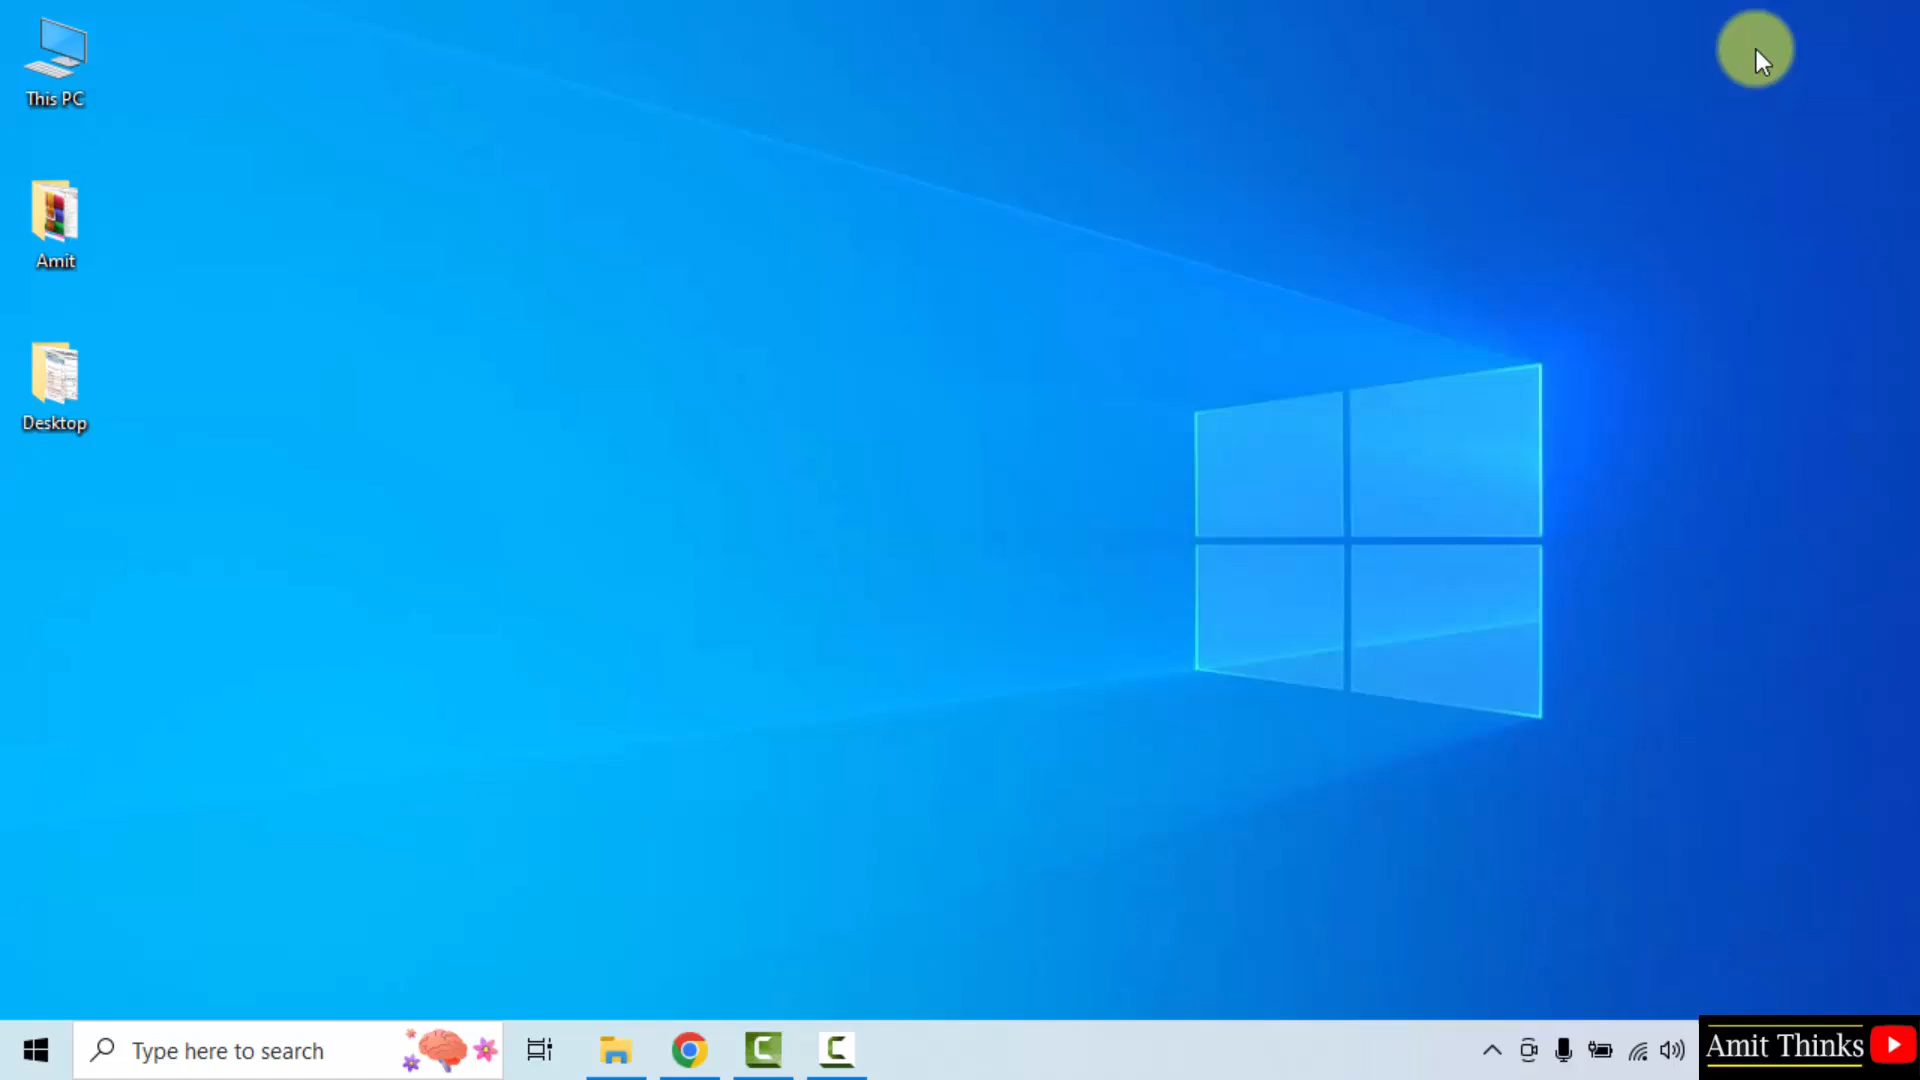 This PC
Amit
Desktop
Type here to search
Amit Thinks